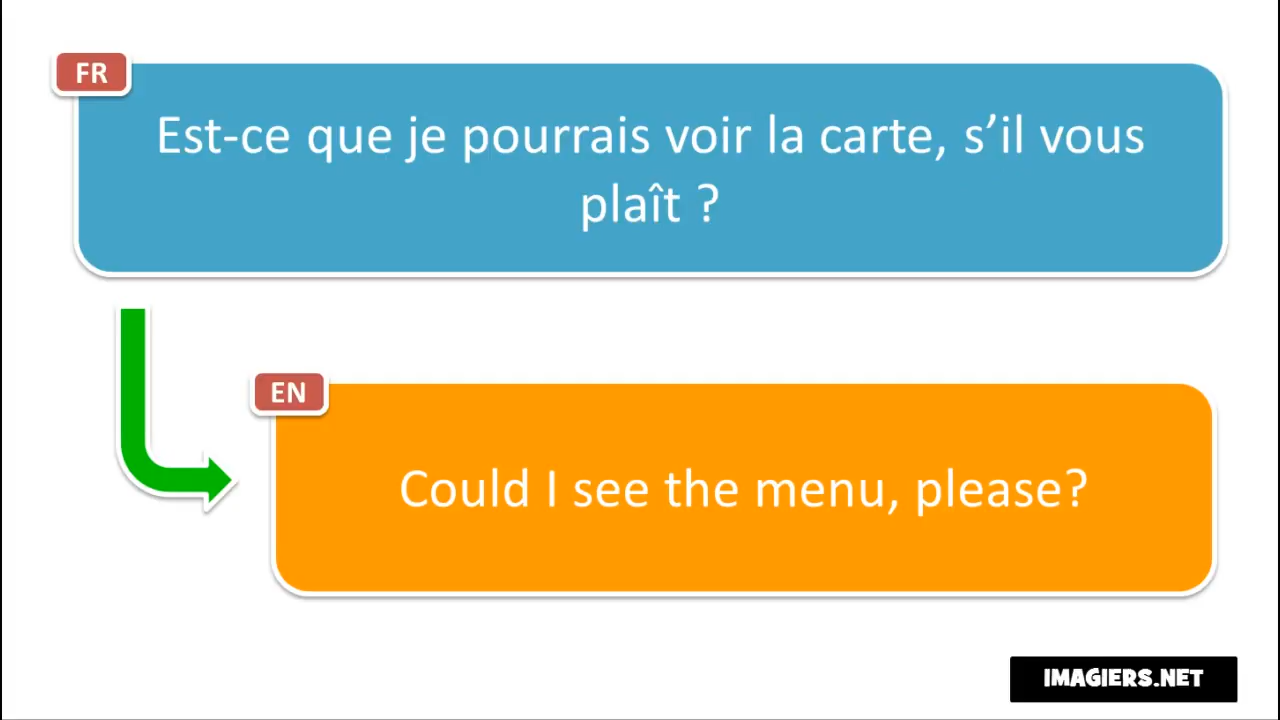 FR
Est-ce que je pourrais voir la carte, s’il vous
plaît ?
EN
Could I see the menu, please?
IMAGIERS.NET